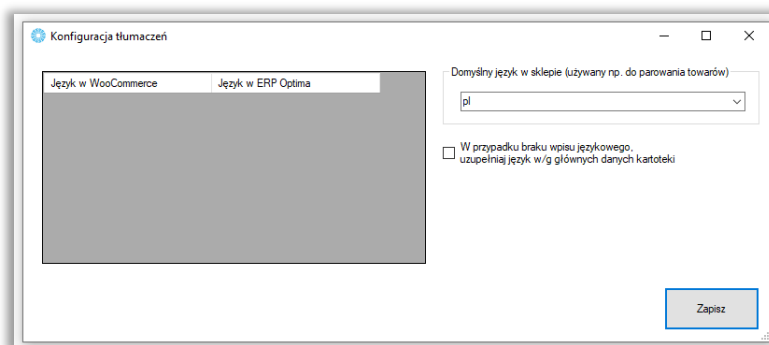 Konfiguracja tłumaczeń
Język w WooCommerce Język w ERP Optima
Domyślny język w sklepie (używany np. do parowania towarów)
pl
W przypadku braku wpisu językowego,
uzupełniaj język w/g głównych danych kartoteki
Zapisz